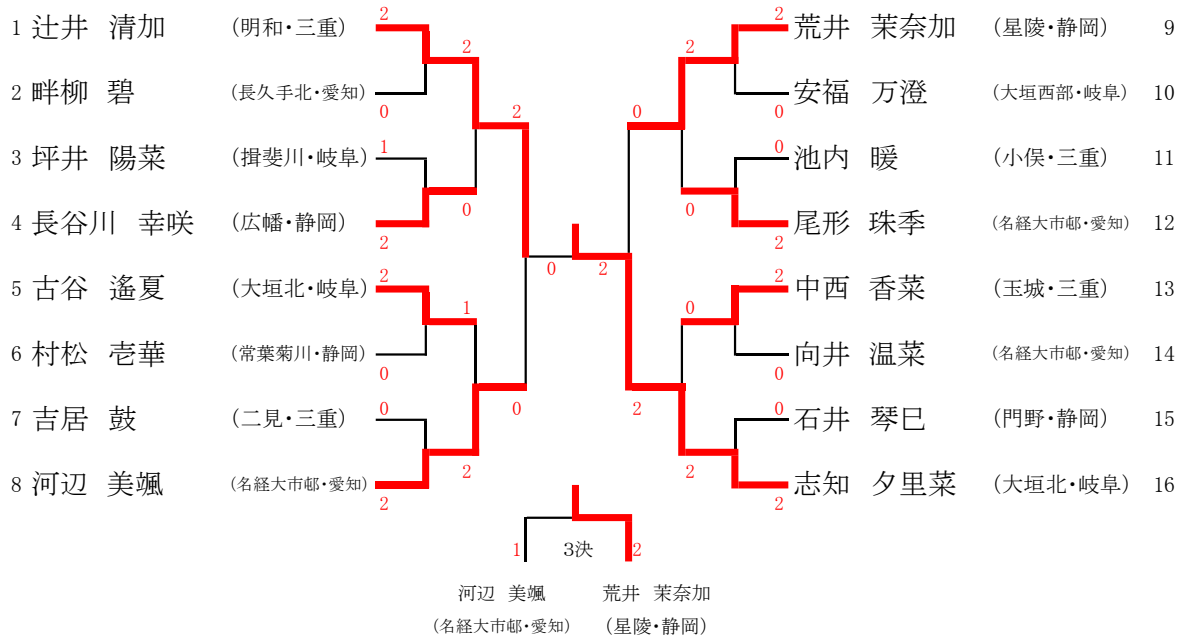 1 辻井 清加 (明和・三重) 2
2
2 畔柳 碧 (長久手北・愛知)
0
2
3 坪井 陽菜 (揖斐川・岐阜) 1
0
4 長谷川 幸咲 (広幡・静岡)
2
0
5 古谷 遙夏 (大垣北・岐阜) 2
1
6 村松 壱華 (常葉菊川・静岡)
0
0
7 吉居 鼓 (二見・三重) 0
2
8 河辺 美颯 (名経大市邨・愛知)
2
2 荒井 茉奈加 (星陵・静岡) 9
2
安福 万澄 (大垣西部・岐阜) 10
0
0
0 池内 暖 (小俣・三重) 11
0
尾形 珠季 (名経大市邨・愛知) 12
2
2
2 中西 香菜 (玉城・三重) 13
0
向井 温菜 (名経大市邨・愛知) 14
0
2
0 石井 琴巳 (門野・静岡) 15
2
志知 夕里菜 (大垣北・岐阜) 16
2
1 3決 2
河辺 美颯 荒井 茉奈加
(名経大市邨・愛知) (星陵・静岡)